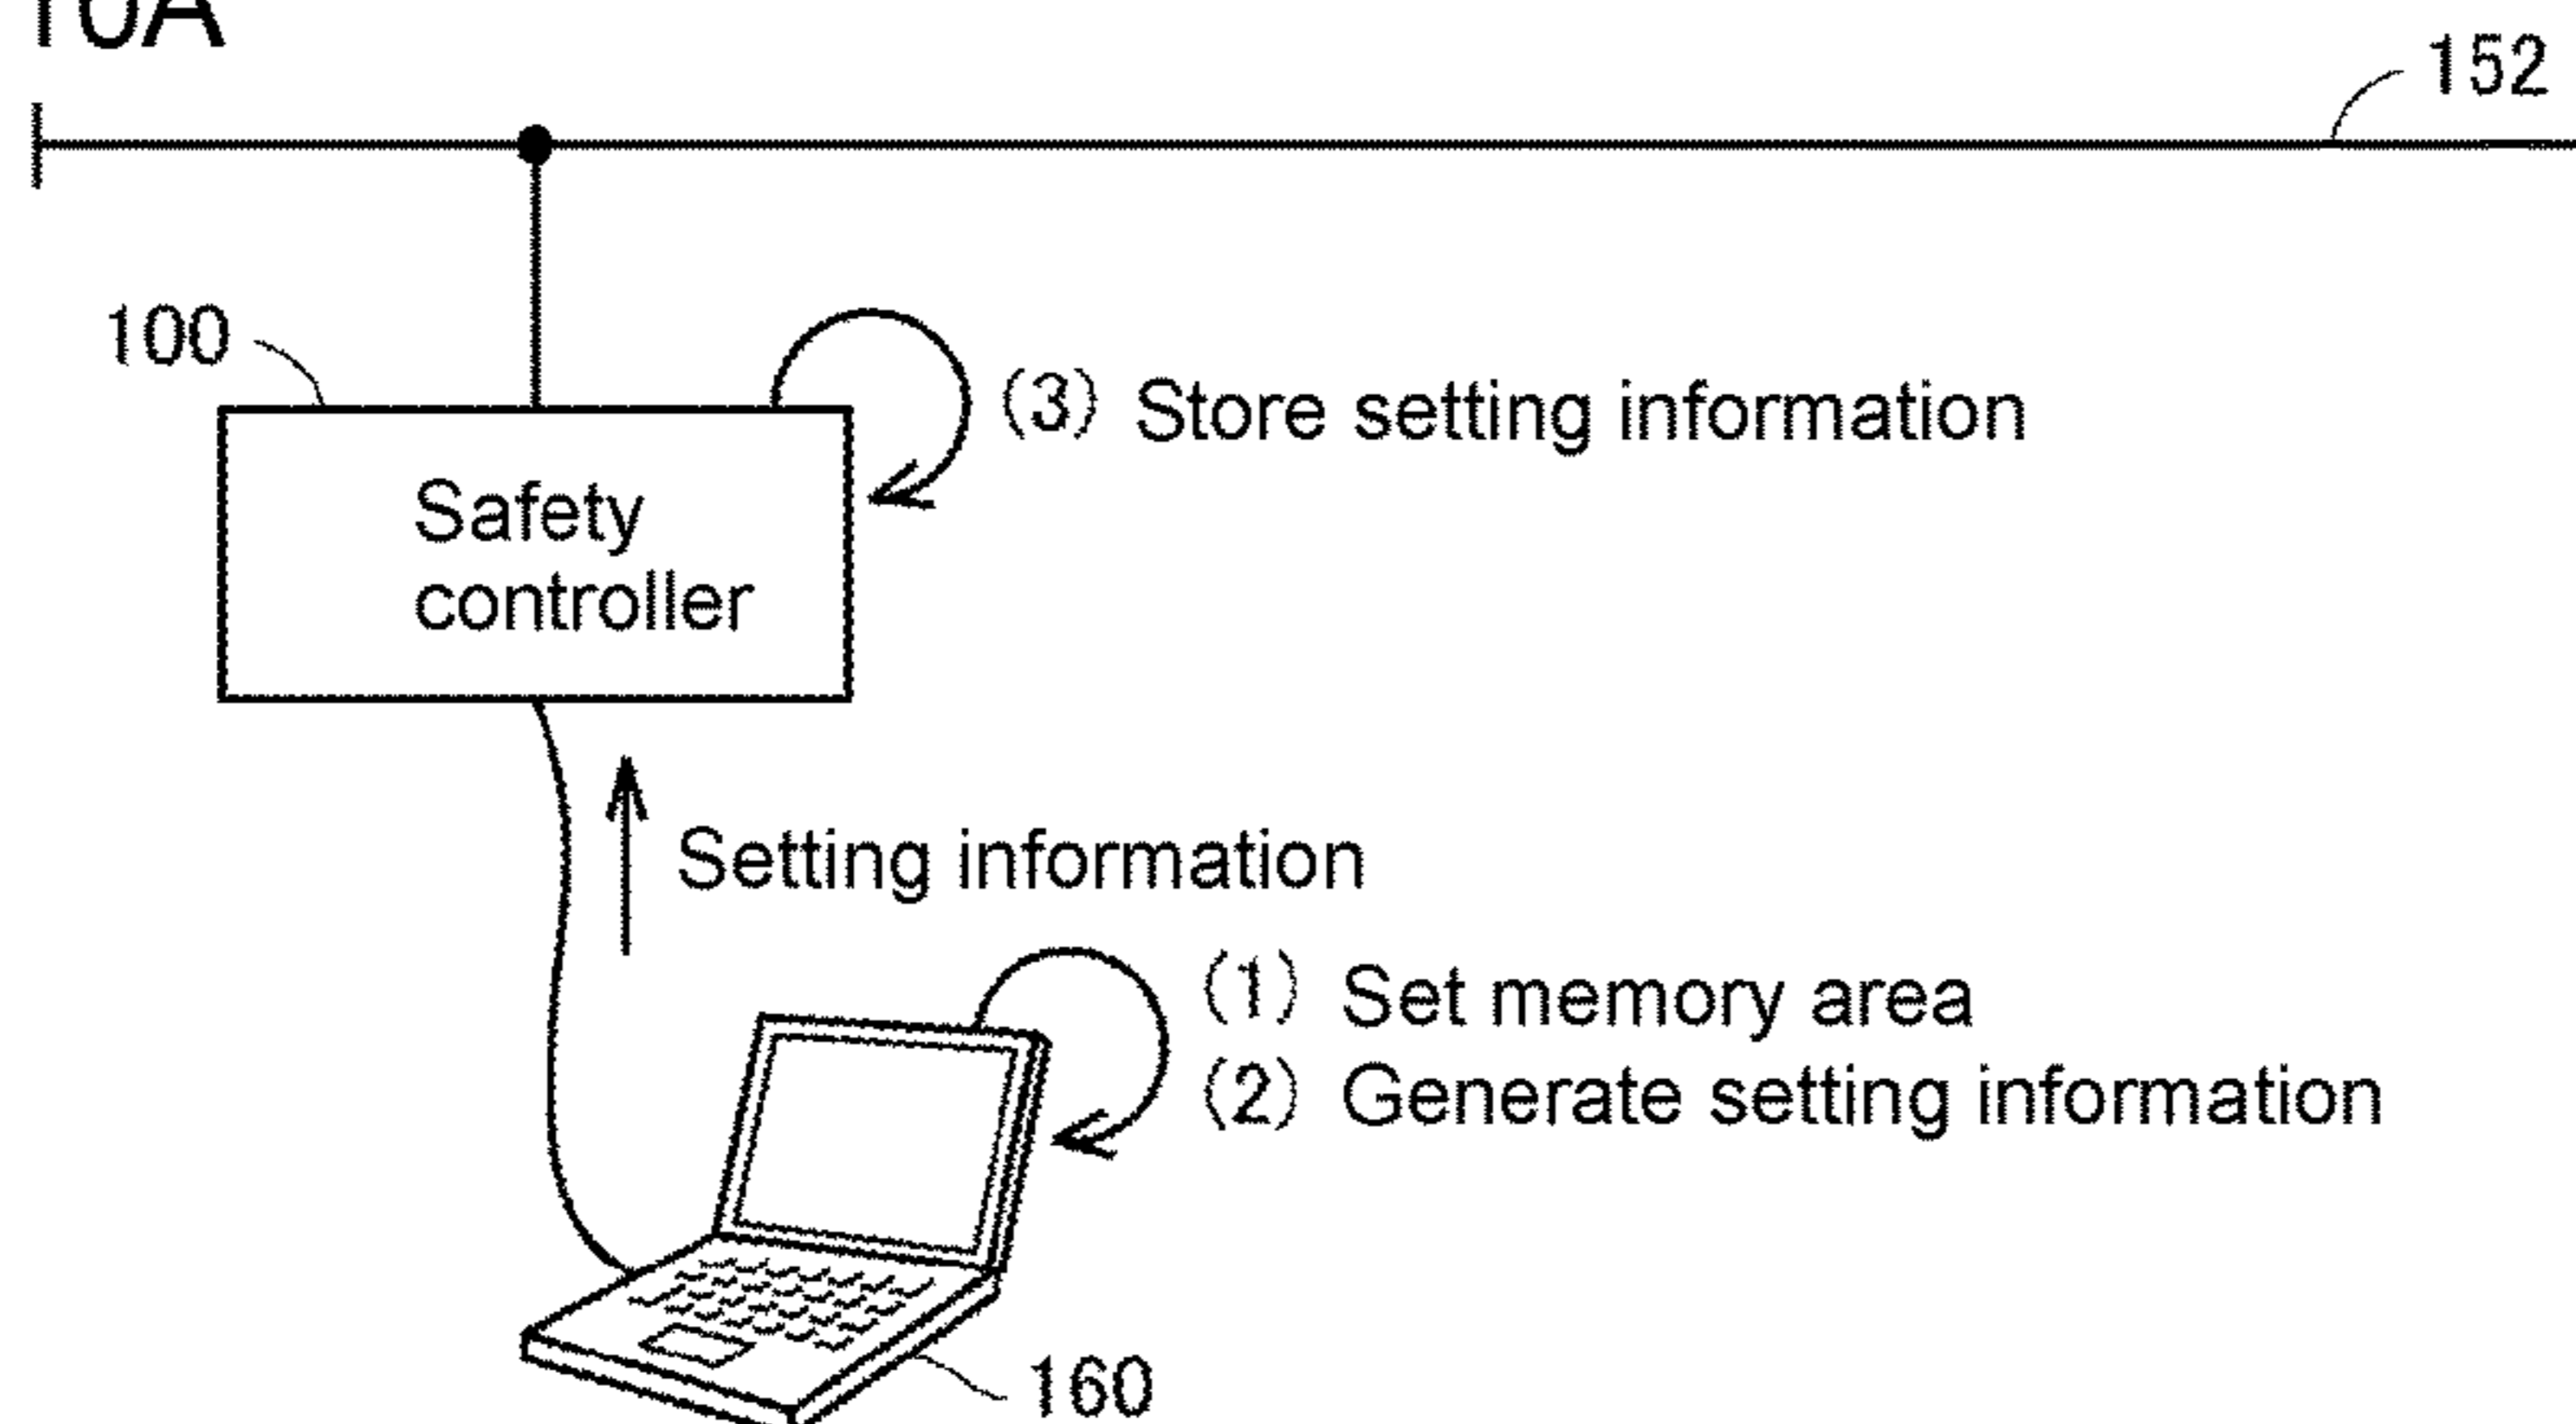 10A
152
100
(3) Store setting information
Safety
controller
Setting information
(1) Set memory area
(2) Generate setting information
160